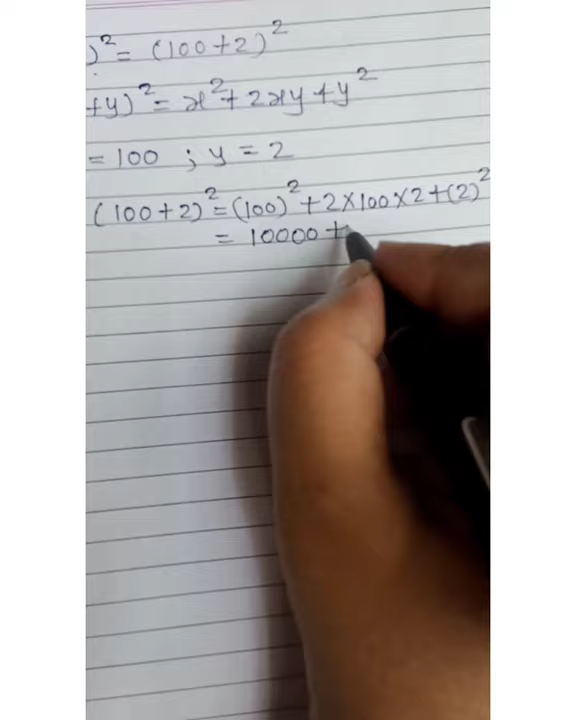 )² = (100+2)²
+y)² = x² + 2xy + y²
= 100 ; y = 2
(100+2)² = (100)² + 2×100×2 + (2)²
= 10000 +